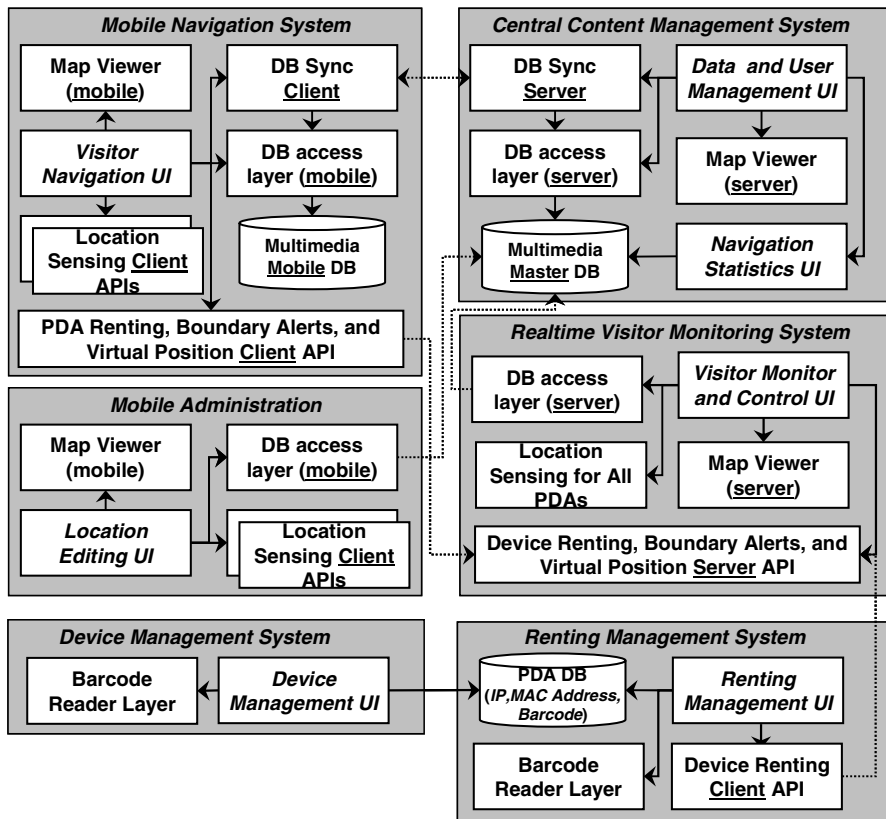 Mobile Navigation System
Map Viewer
(mobile)
DB Sync
Client
Visitor
Navigation UI
DB access
layer (mobile)
Location
Sensing Client
APIs
Multimedia
Mobile DB
PDA Renting, Boundary Alerts, and
Virtual Position Client API
Central Content Management System
DB Sync
Server
Data and User
Management UI
DB access
layer (server)
Map Viewer
(server)
Multimedia
Master DB
Navigation
Statistics UI
Mobile Administration
Map Viewer
(mobile)
DB access
layer (mobile)
Location
Editing UI
Location
Sensing Client
APIs
Realtime Visitor Monitoring System
DB access
layer (server)
Visitor Monitor
and Control UI
Location
Sensing for All
PDAs
Map Viewer
(server)
Device Renting, Boundary Alerts, and
Virtual Position Server API
Device Management System
Barcode
Reader Layer
Device
Management UI
Renting Management System
PDA DB
(IP,MAC Address,
Barcode)
Renting
Management UI
Barcode
Reader Layer
Device Renting
Client API